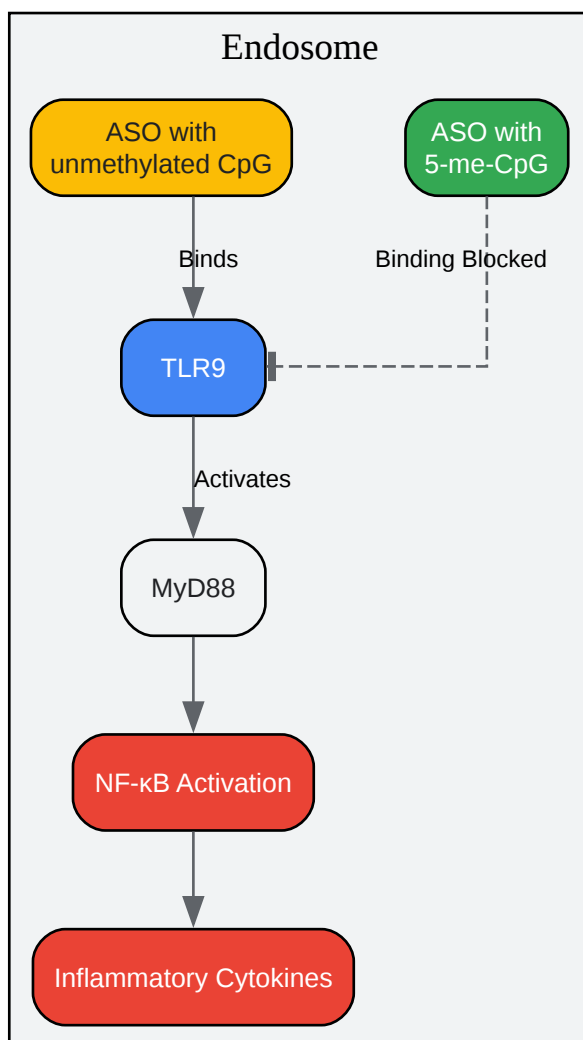 Endosome
ASO with
unmethylated CpG
ASO with
5-me-CpG
Binds
Binding Blocked
TLR9
Activates
MyD88
NF-κB Activation
Inflammatory Cytokines